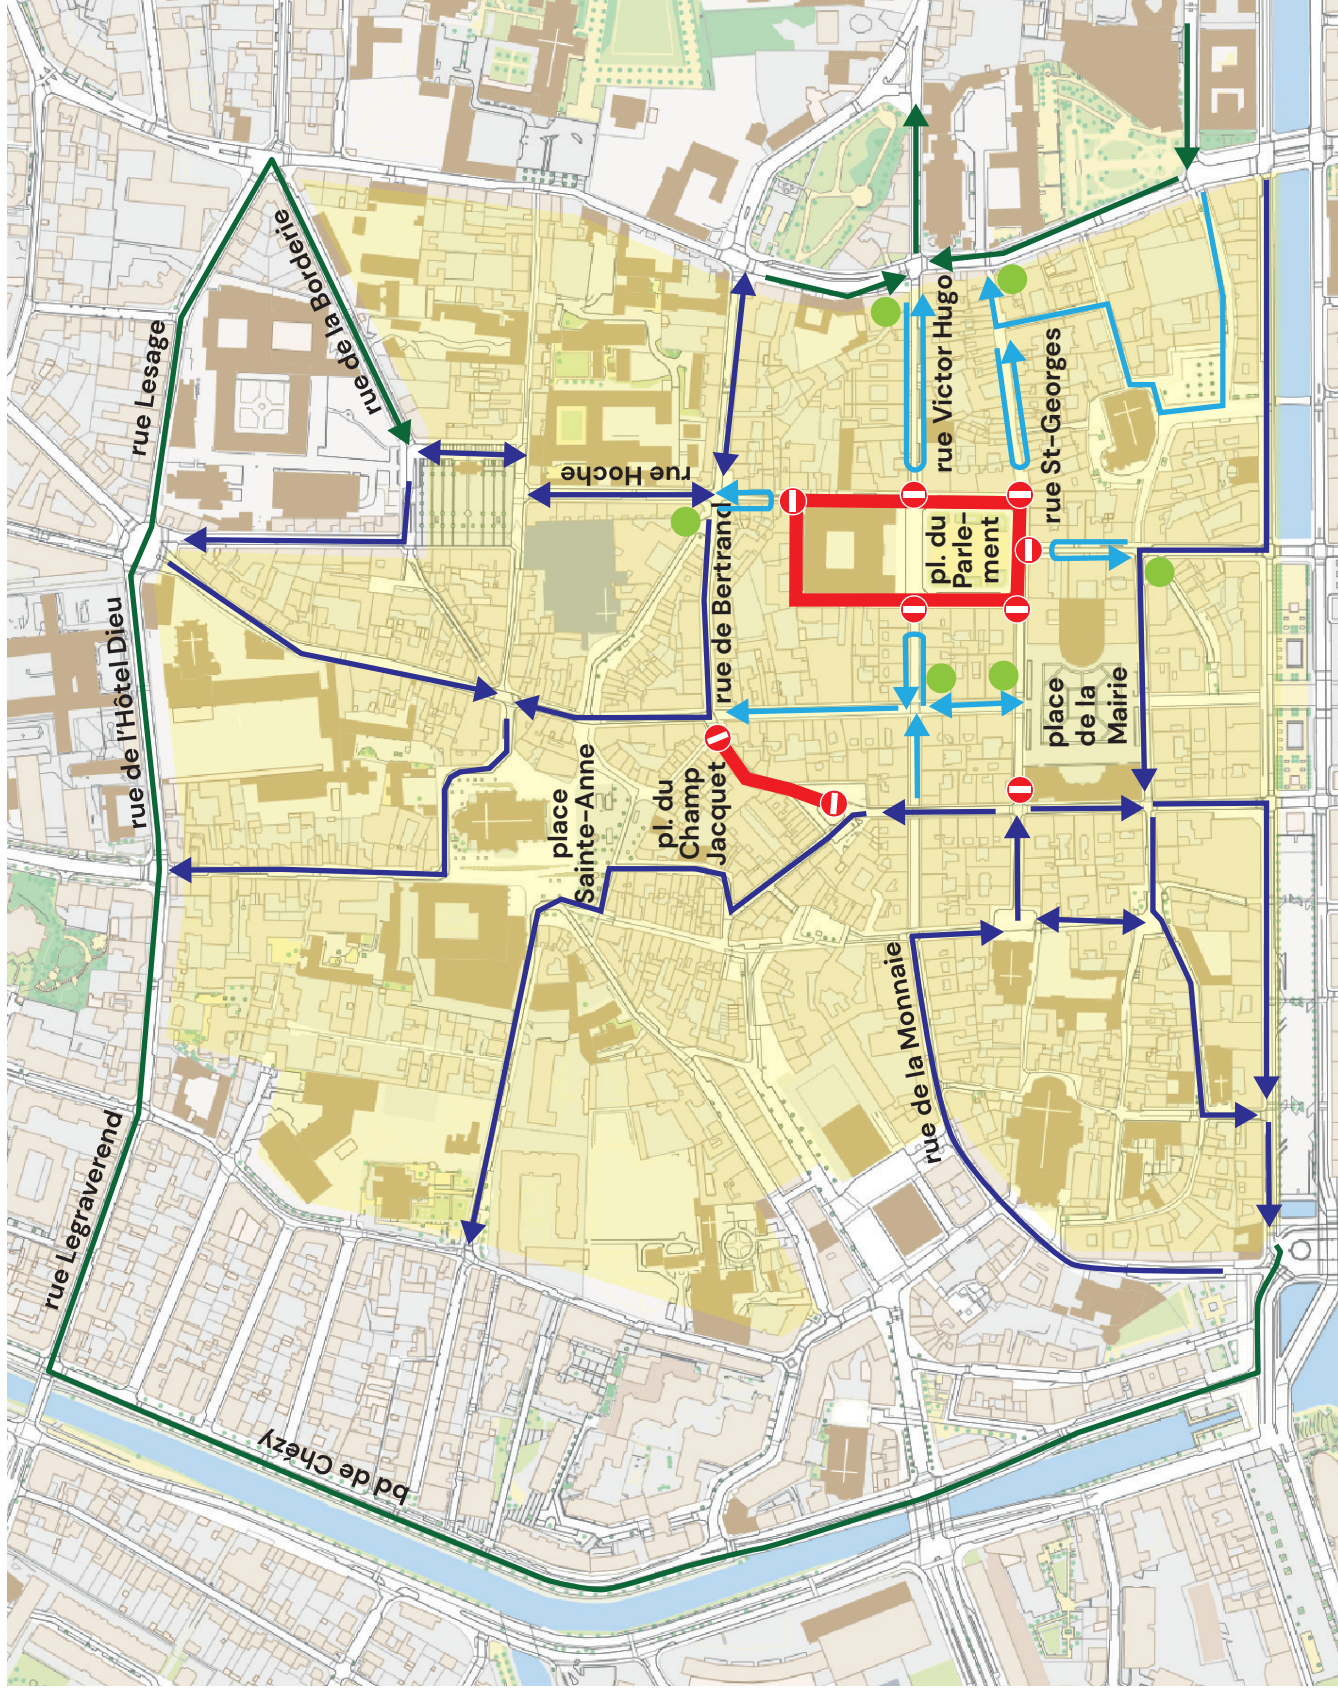 rue Lesage
rue de la Borderie
rue de l'Hôtel Dieu
rue Legraverend
bd de Chézy
rue Hoche
rue de Bertrand
rue Victor Hugo
rue St-Georges
pl. du
Parle-
ment
place
de la
Mairie
place
Sainte-Anne
pl. du
Champ
Jacquet
rue de la Monnaie